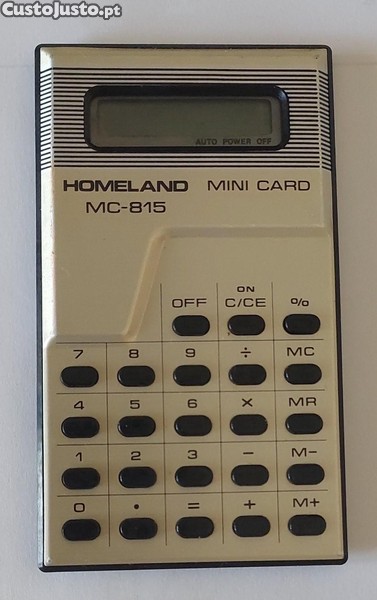 CustoJusto.pt
AUTO POWER OFF
HOMELAND MINI CARD
MC-815
ON
OFF C/CE %
7 8 9 ÷ MC
4 5 6 X MR
1 2 3 - M-
0 • = + M+